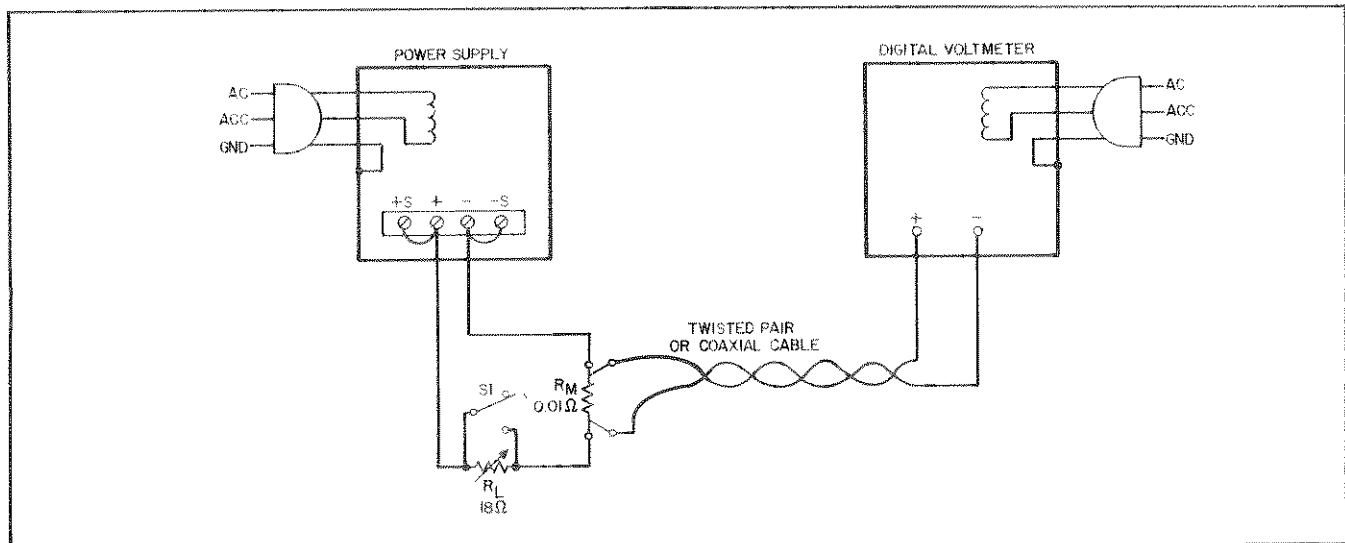 POWER SUPPLY
DIGITAL VOLTMETER
AC
ACC
GND
AC
ACC
GND
+S + - -S
+ -
TWISTED PAIR
OR COAXIAL CABLE
S1
RM
0.01Ω
RL
18Ω